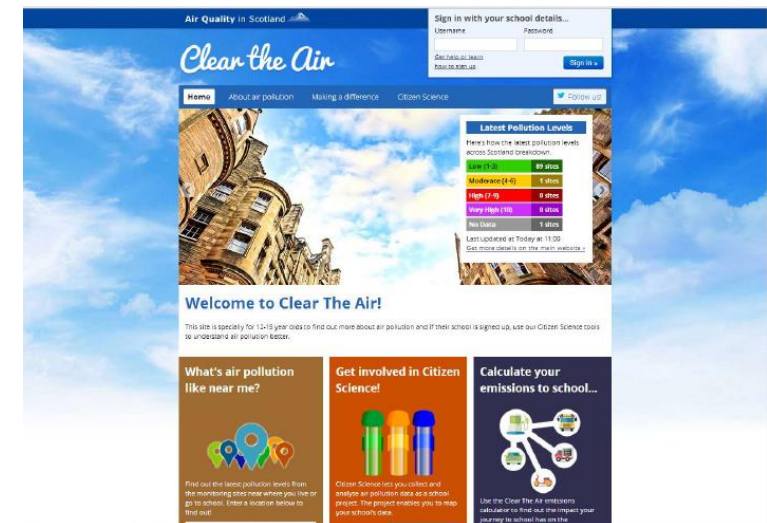 Air Quality in Scotland
Sign in with your school details...
Username Password
Clear the Air
Get help or learn
how to sign up
Sign in »
Home About air pollution Making a difference Citizen Science Follow us!
Latest Pollution Levels
Here's how the latest pollution levels
across Scotland breakdown.
Low (1-3) 89 sites
Moderate (4-6) 1 sites
High (7-9) 0 sites
Very High (10) 0 sites
No Data 1 sites
Last updated at Today at 11:00
Get more details on the main website »
Welcome to Clear The Air!
This site is specially for 12-15 year olds to find out more about air pollution and if their school is signed up, use our Citizen Science tools
to understand air pollution better.
What's air pollution
like near me?
Find out the latest pollution levels from
the monitoring sites near where you live or
go to school. Enter a location below to
find out!
Get involved in Citizen
Science!
Citizen Science lets you collect and
analyse air pollution data as a school
project. The project enables you to map
your school's data.
Calculate your
emissions to school...
Use the Clear The Air emissions
calculator to find out the impact your
journey to school has on the